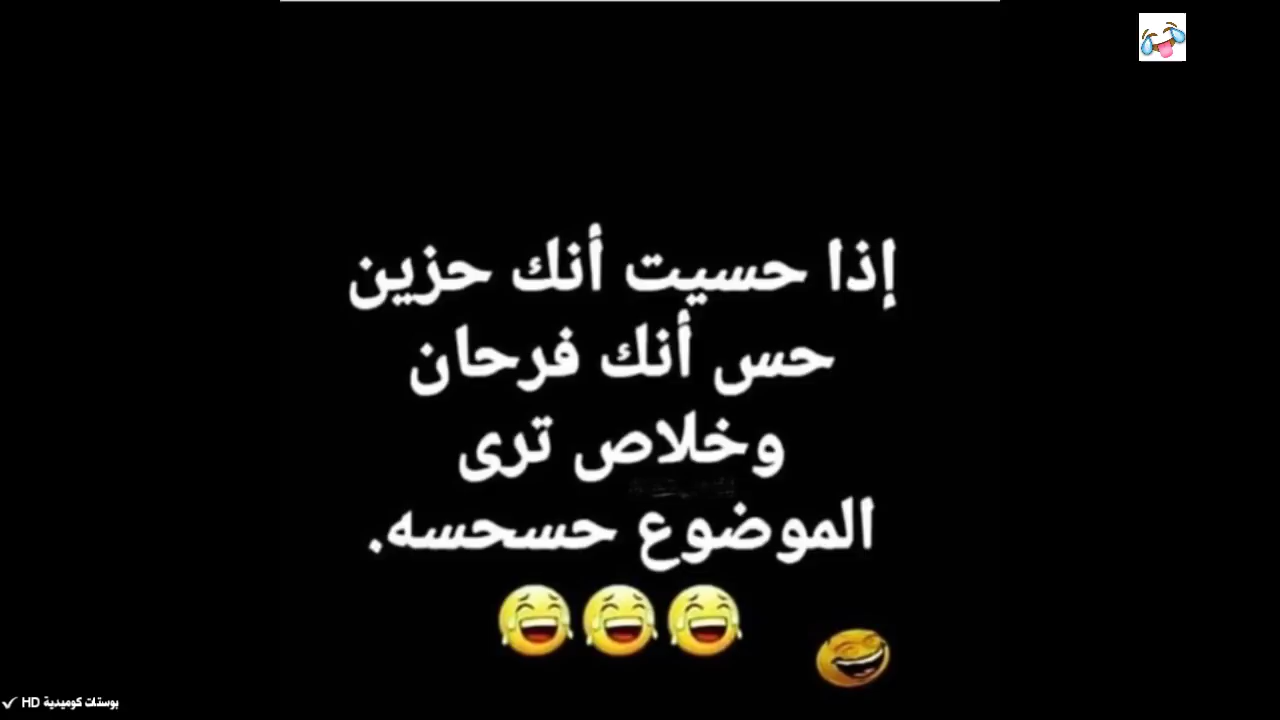 إذا حسيت أنك حزين
حس أنك فرحان
وخلاص ترى
الموضوع حسحسه.
بوستات كوميدية HD